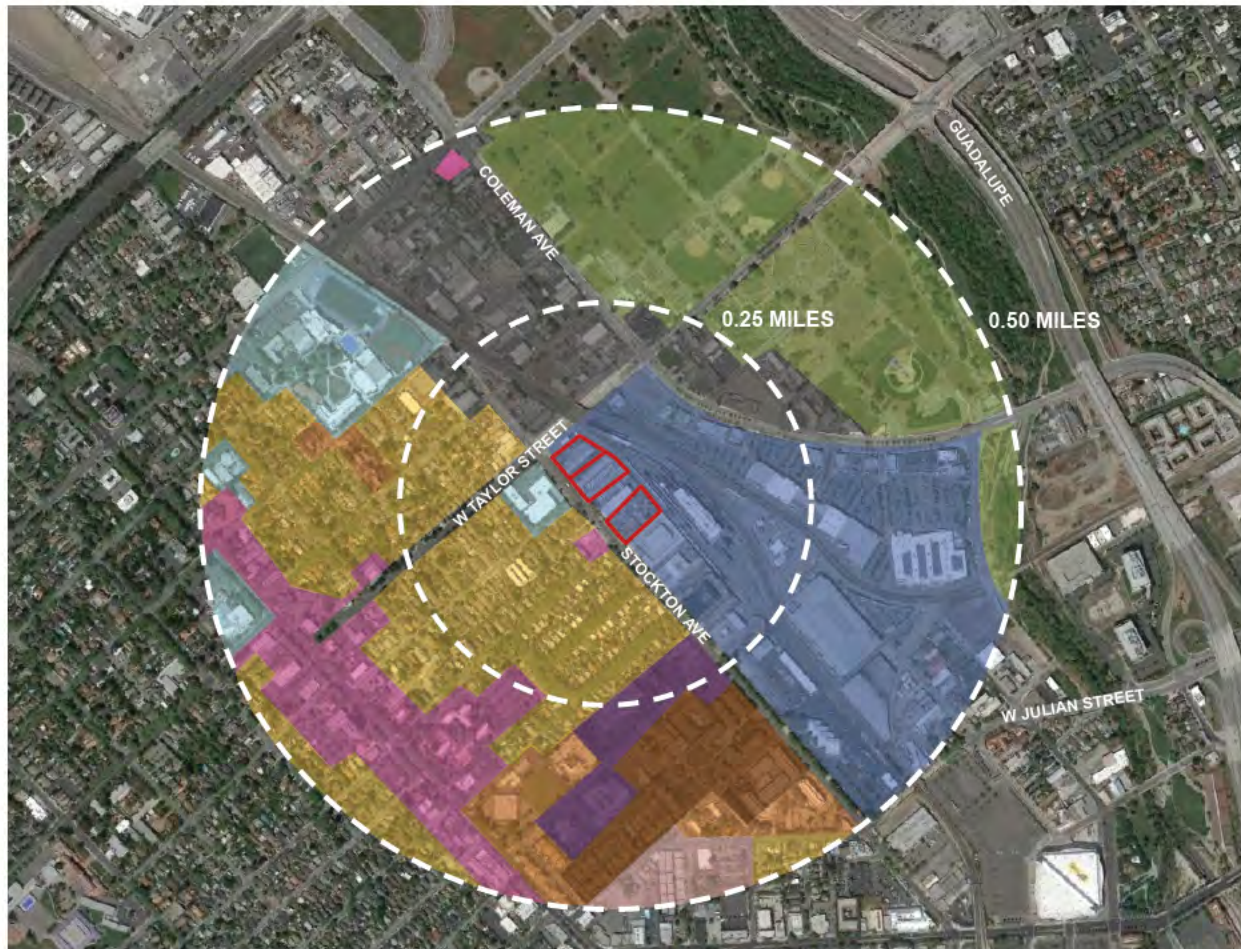 GUADALUPE
COLEMAN AVE
0.25 MILES
0.50 MILES
W TAYLOR STREET
STOCKTON AVE
W JULIAN STREET